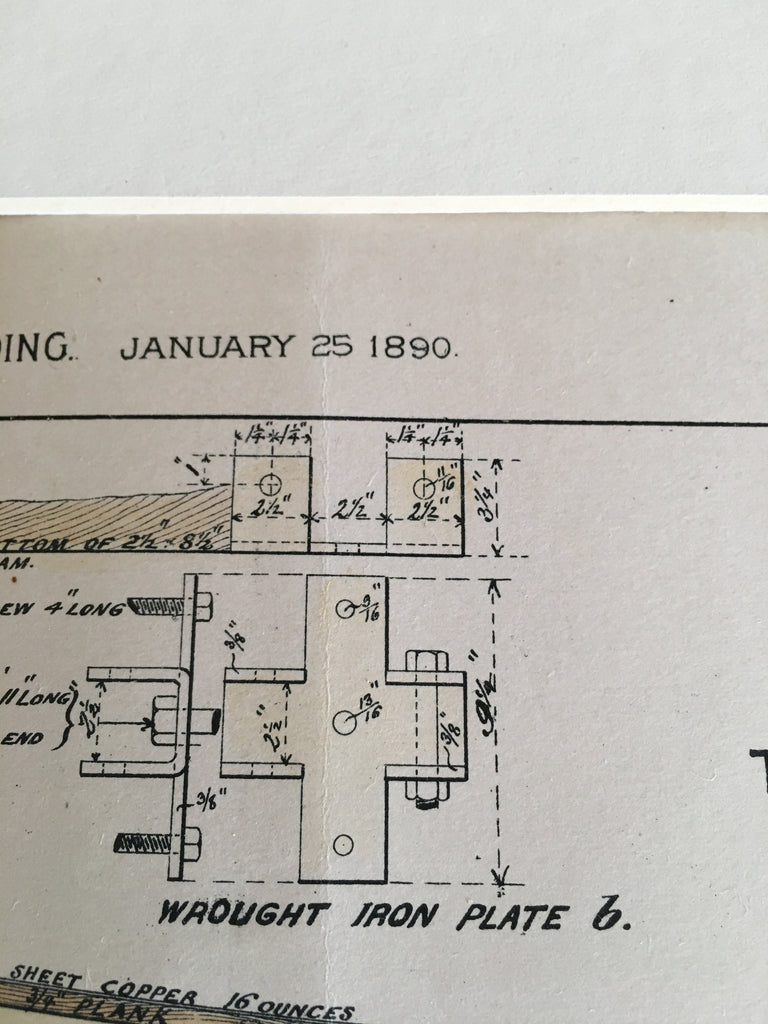 DING. JANUARY 25 1890.
1¼" 1¼" 1¼" 1¼"
1"
11/16"
2½" 2½" 2½"
3¼"
TTOM OF 2½" × 8½"
AM.
EW 4" LONG
9/16"
3/8"
11" LONG
2½"
END
2½"
13/16"
3/8"
9½"
3/8"
WROUGHT IRON PLATE 6.
SHEET COPPER 16 OUNCES
3/4" PLANK